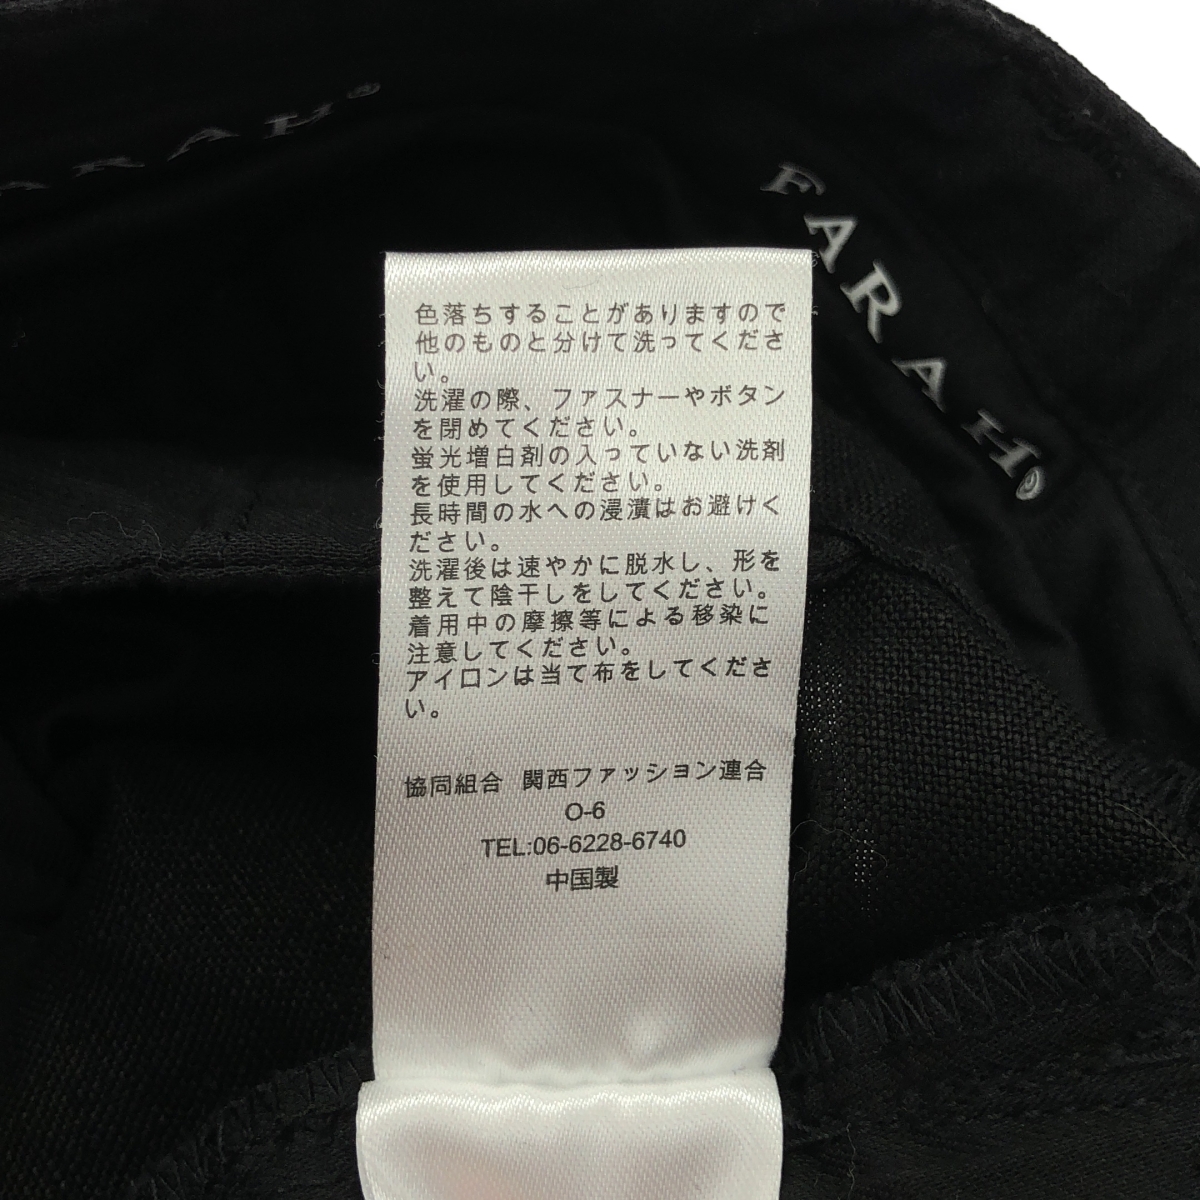 ARAH®
FARAH®
色落ちすることがありますので
他のものと分けて洗ってくださ
い。
洗濯の際、ファスナーやボタン
を閉めてください。
蛍光増白剤の入っていない洗剤
を使用してください。
長時間の水への浸漬はお避けく
ださい。
洗濯後は速やかに脱水し、形を
整えて陰干しをしてください。
着用中の摩擦等による移染に
注意してください。
アイロンは当て布をしてくださ
い。
協同組合 関西ファッション連合
O-6
TEL:06-6228-6740
中国製